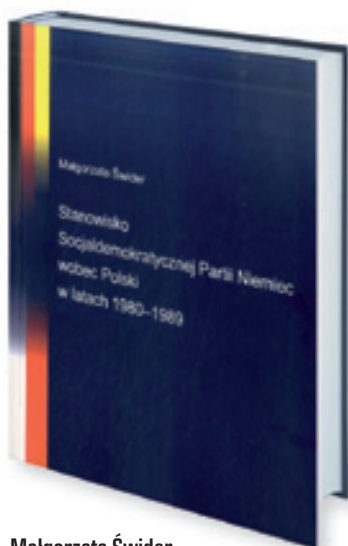 Małgorzata Świder
Stanowisko
Socjaldemokratycznej Partii Niemiec
wobec Polski
w latach 1980–1989
Małgorzata Świder